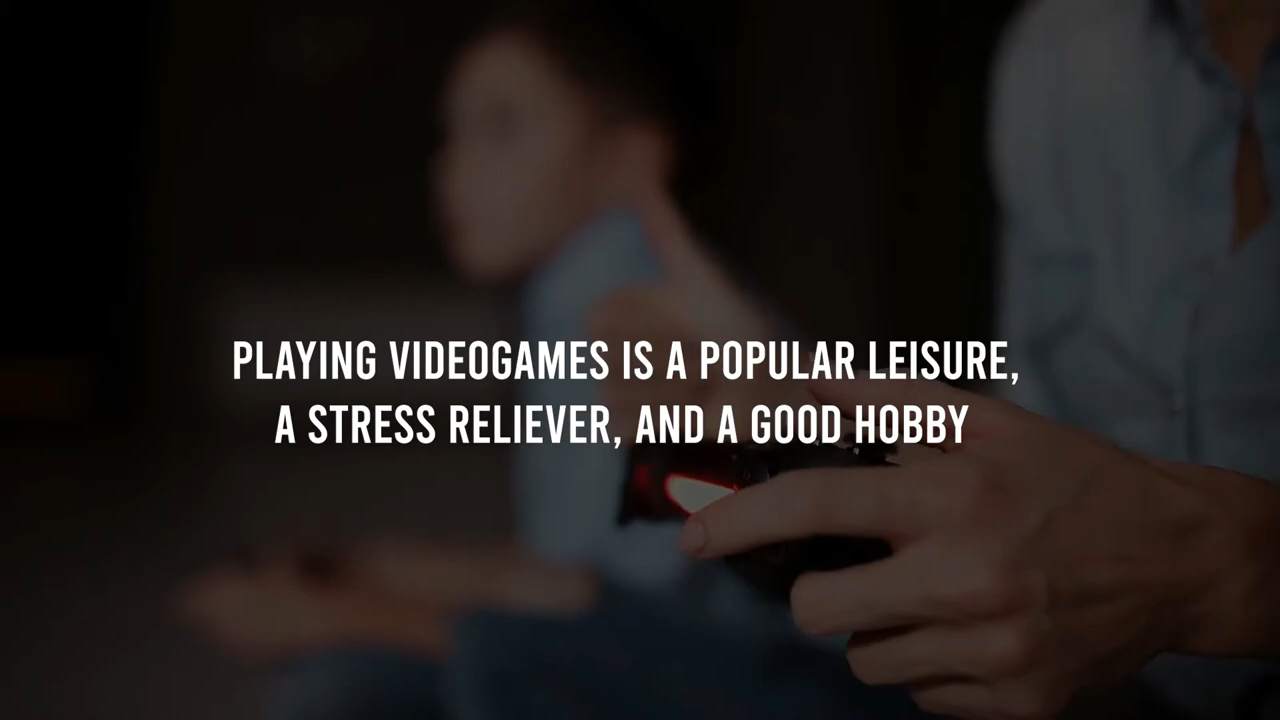 PLAYING VIDEOGAMES IS A POPULAR LEISURE,
A STRESS RELIEVER, AND A GOOD HOBBY